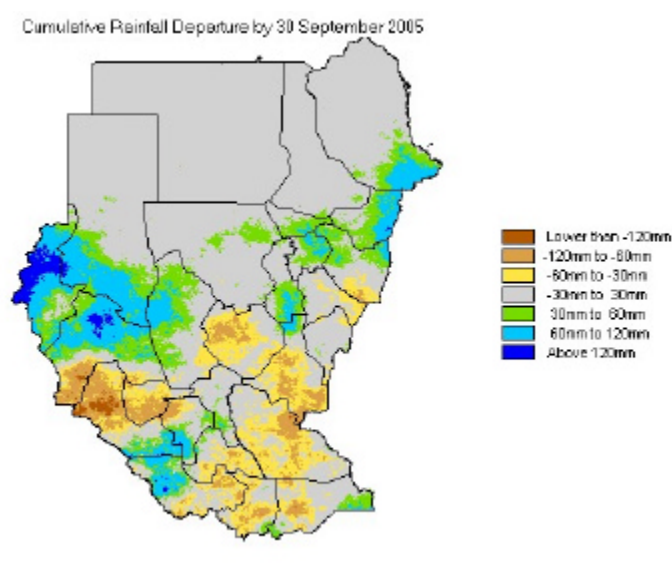 Cumulative Rainfall Departure by 30 September 2005
Lower than -120mm
-120mm to -60mm
-60mm to -30mm
-30mm to 30mm
30mm to 60mm
60mm to 120mm
Above 120mm